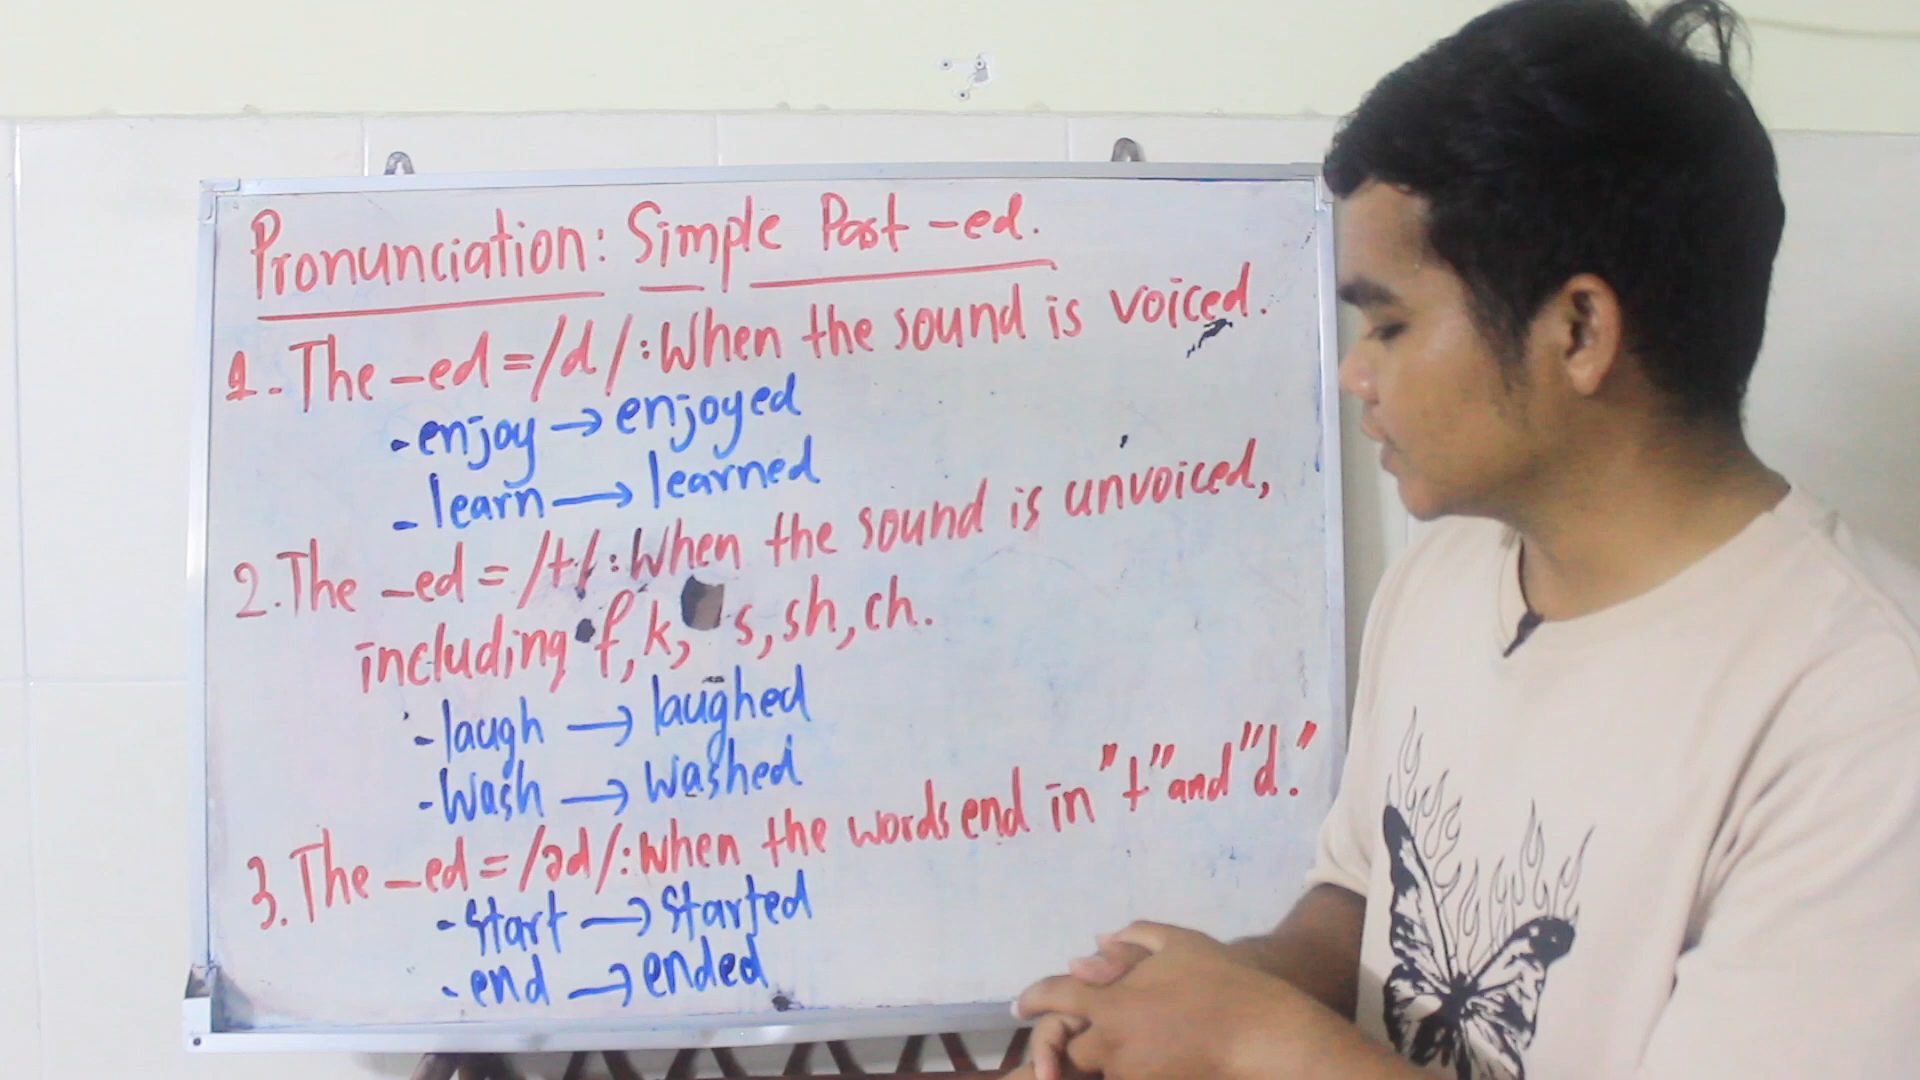 Pronunciation: Simple Past -ed.
1. The -ed = /d/: When the sound is voiced.
- enjoy → enjoyed
- learn → learned
2. The -ed = /t/: When the sound is unvoiced,
including f, k, s, sh, ch.
- laugh → laughed
- Wash → washed
3. The -ed = /əd/: When the words end in "t" and "d."
- start → started
- end → ended